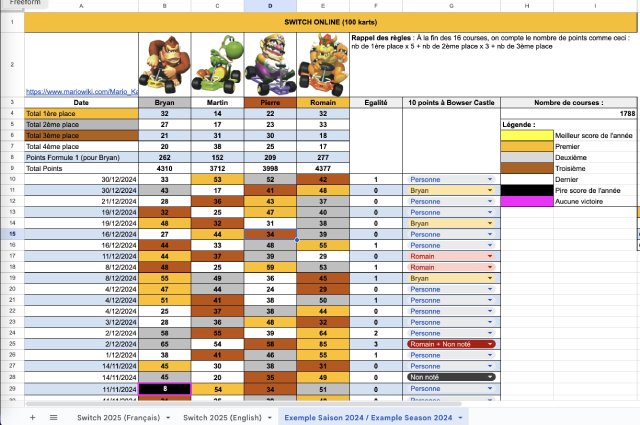 Freeform
A B C D E F G H I
1 SWITCH ONLINE (100 karts)
2 https://www.mariowiki.com/Mario_Ka
Rappel des règles : À la fin des 16 courses, on compte le nombre de points comme ceci :
nb de 1ère place x 5 + nb de 2ème place x 3 + nb de 3ème place
3 Date Bryan Martin Pierre Romain Egalité 10 points à Bowser Castle Nombre de courses :
4 Total 1ère place 32 14 22 32 1788
5 Total 2ème place 27 17 23 33 Légende :
6 Total 3ème place 21 31 30 18 Meilleur score de l'année
7 Total 4ème place 20 38 25 17 Premier
8 Points Formule 1 (pour Bryan) 262 152 209 277 Deuxième
9 Total Points 4310 3712 3998 4377 Troisième
10 30/12/2024 33 53 52 42 1 Personne Dernier
11 30/12/2024 43 17 41 48 0 Bryan Pire score de l'année
12 21/12/2024 28 36 43 37 0 Personne Aucune victoire
13 19/12/2024 32 25 47 40 0 Personne
14 19/12/2024 48 32 31 38 0 Bryan
15 16/12/2024 27 44 34 39 0 Personne
16 16/12/2024 44 33 48 55 1 Personne
17 11/12/2024 44 37 39 29 0 Romain
18 8/12/2024 48 25 59 53 1 Romain
19 8/12/2024 55 49 36 45 1 Bryan
20 4/12/2024 47 44 24 29 0 Personne
21 4/12/2024 51 41 38 50 1 Personne
22 4/12/2024 25 37 38 44 0 Personne
23 3/12/2024 28 36 48 32 0 Personne
24 2/12/2024 58 55 39 64 2 Personne
25 2/12/2024 65 54 58 85 3 Romain + Non noté
26 1/12/2024 38 41 46 55 1 Personne
27 14/11/2024 45 30 38 31 0 Personne
28 14/11/2024 45 20 35 49 0 Non noté
29 11/11/2024 8 54 34 51 0 Personne
Switch 2025 (Français) Switch 2025 (English) Exemple Saison 2024 / Example Season 2024